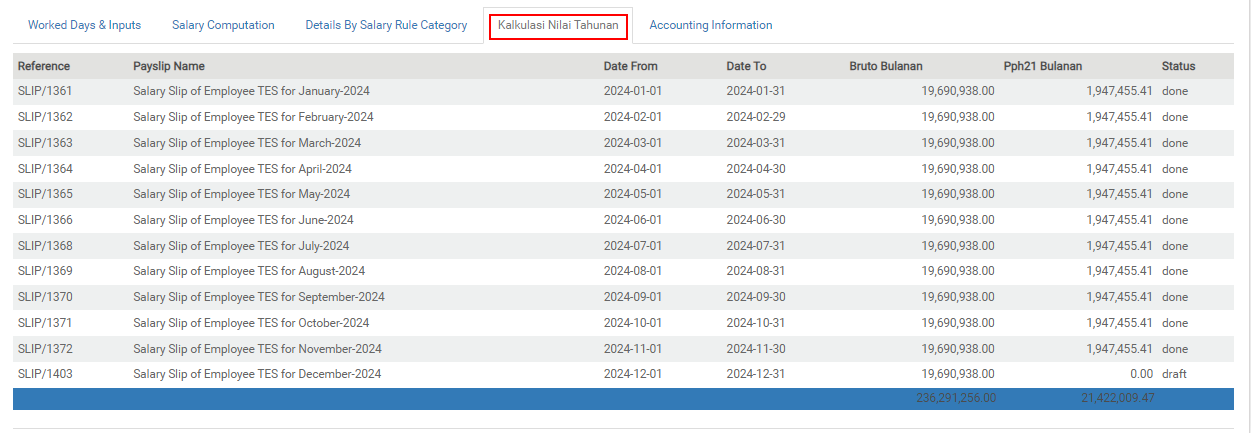 Worked Days & Inputs Salary Computation Details By Salary Rule Category Kalkulasi Nilai Tahunan Accounting Information
Reference Payslip Name Date From Date To Bruto Bulanan Pph21 Bulanan Status
SLIP/1361 Salary Slip of Employee TES for January-2024 2024-01-01 2024-01-31 19,690,938.00 1,947,455.41 done
SLIP/1362 Salary Slip of Employee TES for February-2024 2024-02-01 2024-02-29 19,690,938.00 1,947,455.41 done
SLIP/1363 Salary Slip of Employee TES for March-2024 2024-03-01 2024-03-31 19,690,938.00 1,947,455.41 done
SLIP/1364 Salary Slip of Employee TES for April-2024 2024-04-01 2024-04-30 19,690,938.00 1,947,455.41 done
SLIP/1365 Salary Slip of Employee TES for May-2024 2024-05-01 2024-05-31 19,690,938.00 1,947,455.41 done
SLIP/1366 Salary Slip of Employee TES for June-2024 2024-06-01 2024-06-30 19,690,938.00 1,947,455.41 done
SLIP/1368 Salary Slip of Employee TES for July-2024 2024-07-01 2024-07-31 19,690,938.00 1,947,455.41 done
SLIP/1369 Salary Slip of Employee TES for August-2024 2024-08-01 2024-08-31 19,690,938.00 1,947,455.41 done
SLIP/1370 Salary Slip of Employee TES for September-2024 2024-09-01 2024-09-30 19,690,938.00 1,947,455.41 done
SLIP/1371 Salary Slip of Employee TES for October-2024 2024-10-01 2024-10-31 19,690,938.00 1,947,455.41 done
SLIP/1372 Salary Slip of Employee TES for November-2024 2024-11-01 2024-11-30 19,690,938.00 1,947,455.41 done
SLIP/1403 Salary Slip of Employee TES for December-2024 2024-12-01 2024-12-31 19,690,938.00 0.00 draft
236,291,256.00 21,422,009.47